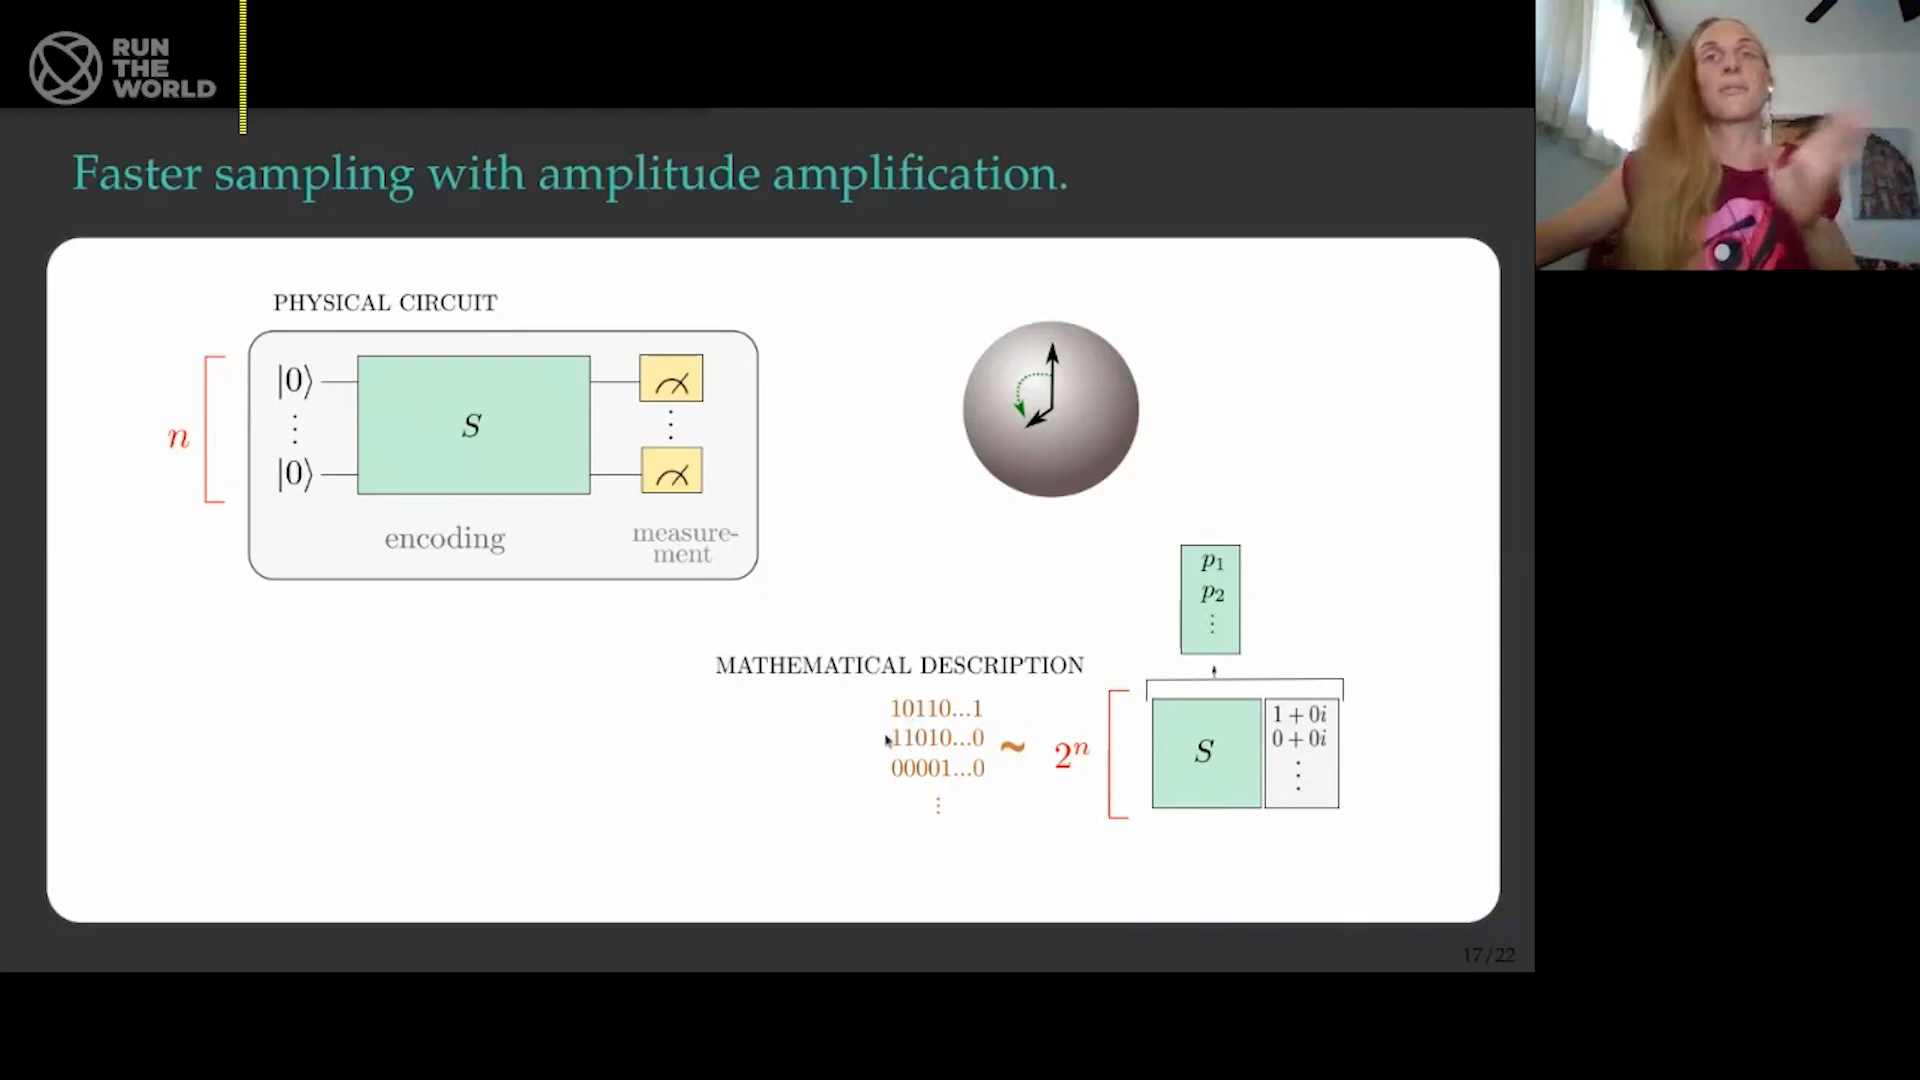 RUN
THE
WORLD
Faster sampling with amplitude amplification.
PHYSICAL CIRCUIT
|0⟩
⋮
|0⟩
n
S
encoding
measure-
ment
p₁
p₂
⋮
MATHEMATICAL DESCRIPTION
10110...1
11010...0
00001...0
⋮
~
2ⁿ
S
1 + 0i
0 + 0i
⋮
17/22